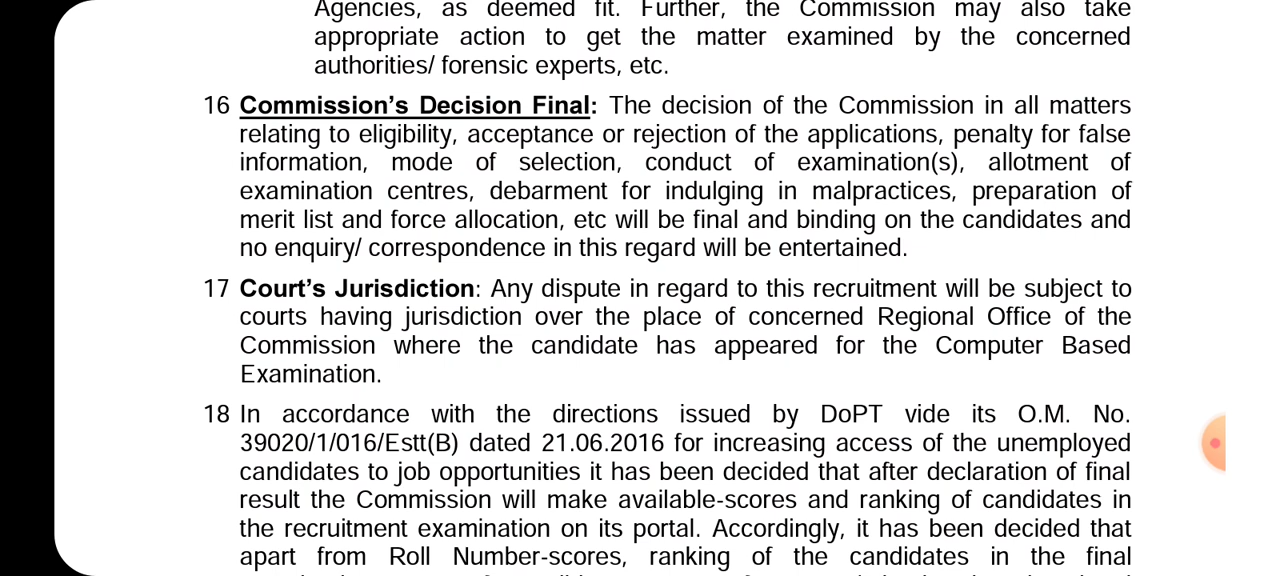 Agencies, as deemed fit. Further, the Commission may also take
appropriate action to get the matter examined by the concerned
authorities/ forensic experts, etc.
16 Commission’s Decision Final: The decision of the Commission in all matters
relating to eligibility, acceptance or rejection of the applications, penalty for false
information, mode of selection, conduct of examination(s), allotment of
examination centres, debarment for indulging in malpractices, preparation of
merit list and force allocation, etc will be final and binding on the candidates and
no enquiry/ correspondence in this regard will be entertained.
17 Court’s Jurisdiction: Any dispute in regard to this recruitment will be subject to
courts having jurisdiction over the place of concerned Regional Office of the
Commission where the candidate has appeared for the Computer Based
Examination.
18 In accordance with the directions issued by DoPT vide its O.M. No.
39020/1/016/Estt(B) dated 21.06.2016 for increasing access of the unemployed
candidates to job opportunities it has been decided that after declaration of final
result the Commission will make available-scores and ranking of candidates in
the recruitment examination on its portal. Accordingly, it has been decided that
apart from Roll Number-scores, ranking of the candidates in the final